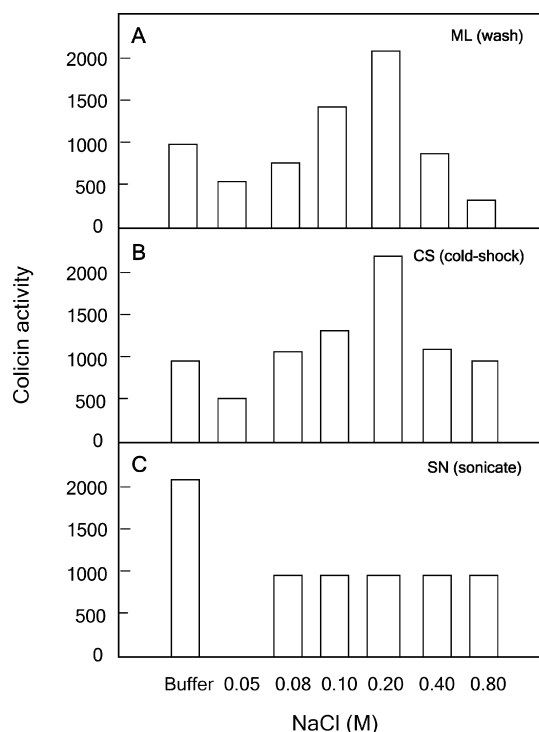 A
ML (wash)
2000
1500
1000
500
0
B
CS (cold-shock)
2000
1500
1000
500
0
Colicin activity
C
SN (sonicate)
2000
1500
1000
500
0
Buffer 0.05 0.08 0.10 0.20 0.40 0.80
NaCl (M)